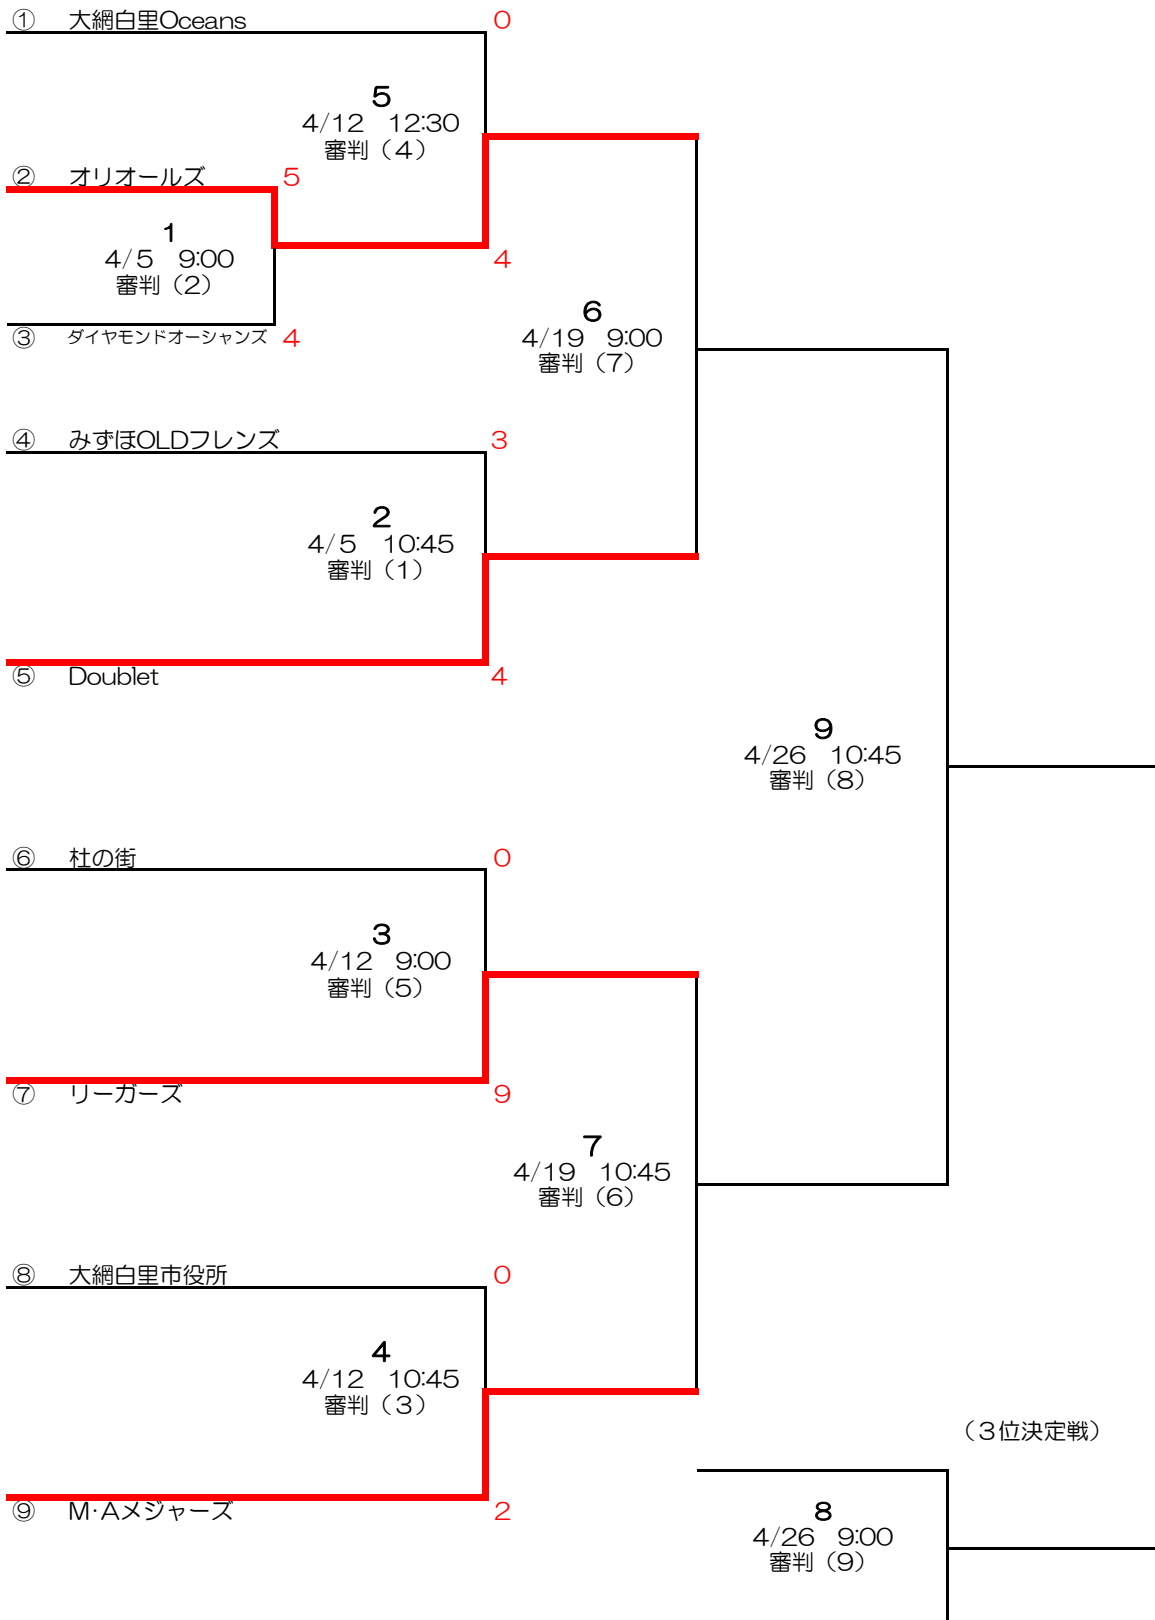 ① 大網白里Oceans 0
5
4/12 12:30
審判（4）
② オリオールズ 5
1
4/5 9:00
審判（2）
4
③ ダイヤモンドオーシャンズ 4
6
4/19 9:00
審判（7）
④ みずほOLDフレンズ 3
2
4/5 10:45
審判（1）
⑤ Doublet 4
9
4/26 10:45
審判（8）
⑥ 杜の街 0
3
4/12 9:00
審判（5）
⑦ リーガーズ 9
7
4/19 10:45
審判（6）
⑧ 大網白里市役所 0
4
4/12 10:45
審判（3）
（３位決定戦）
⑨ M･Aメジャーズ 2
8
4/26 9:00
審判（9）